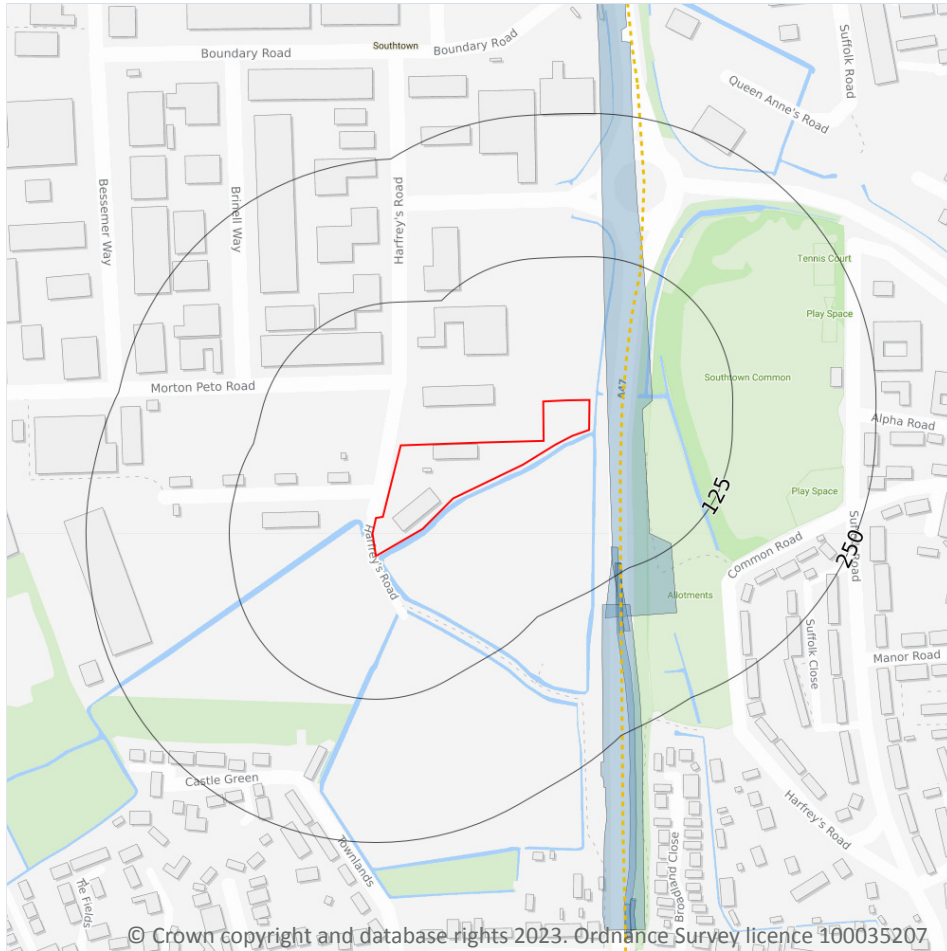 Boundary Road
Southtown
Boundary Road
Suffolk Road
Queen Anne's Road
Bessemer Way
Brinell Way
Harfrey's Road
Tennis Court
Play Space
Southtown Common
A47
Morton Peto Road
Alpha Road
125
Play Space
Harfrey's Road
250
Common Road
Allotments
Suffolk Close
Manor Road
Castle Green
Townlands
Harfrey's Road
Broadland Close
The Fields
© Crown copyright and database rights 2023. Ordnance Survey licence 100035207.